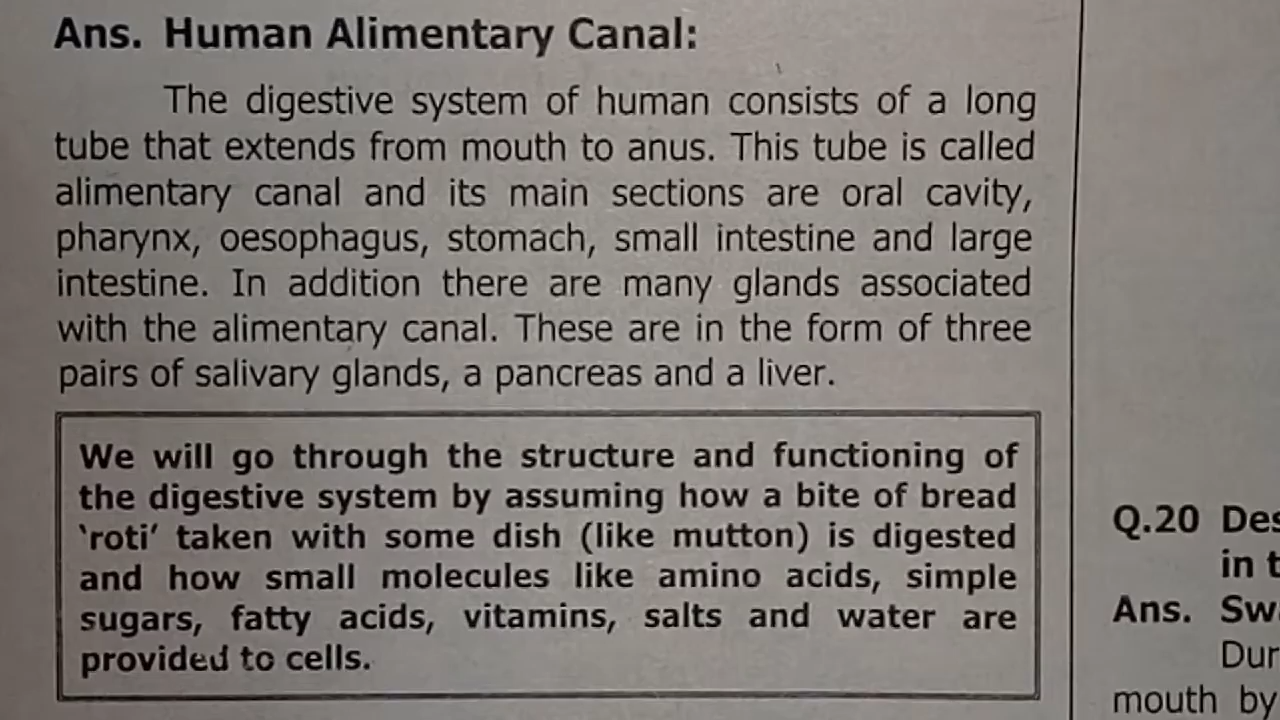 Ans. Human Alimentary Canal:
The digestive system of human consists of a long
tube that extends from mouth to anus. This tube is called
alimentary canal and its main sections are oral cavity,
pharynx, oesophagus, stomach, small intestine and large
intestine. In addition there are many glands associated
with the alimentary canal. These are in the form of three
pairs of salivary glands, a pancreas and a liver.
We will go through the structure and functioning of
the digestive system by assuming how a bite of bread
‘roti’ taken with some dish (like mutton) is digested
and how small molecules like amino acids, simple
sugars, fatty acids, vitamins, salts and water are
provided to cells.
Q.20
in
Ans.
mouth by